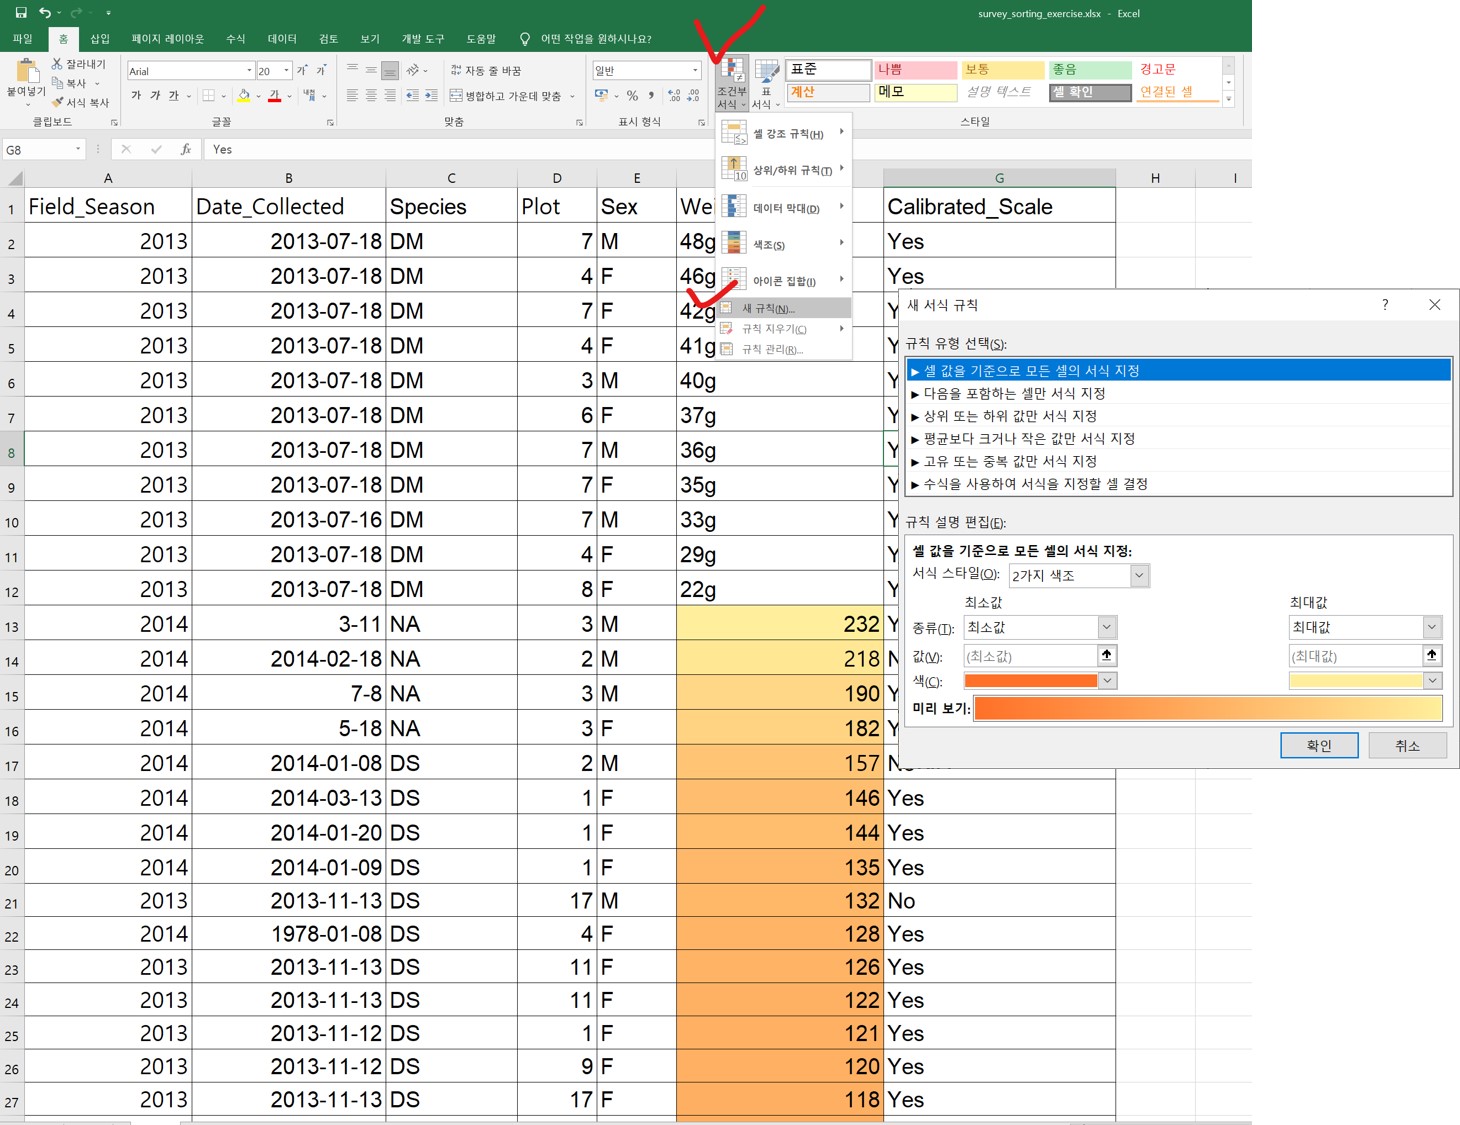 survey_sorting_exercise.xlsx - Excel
파일 홈 삽입 페이지 레이아웃 수식 데이터 검토 보기 개발 도구 도움말 어떤 작업을 원하시나요?
붙여넣기
잘라내기
복사
서식 복사
클립보드
Arial 20 가 가
가 가 가 가 내천
글꼴
자동 줄 바꿈
병합하고 가운데 맞춤
맞춤
일반
%
표시 형식
조건부 서식
표 서식
표준 나쁨 보통 좋음 경고문
계산 메모 설명 텍스트 셀 확인 연결된 셀
스타일
G8 fx Yes
셀 강조 규칙(H)
상위/하위 규칙(T)
데이터 막대(D)
색조(S)
아이콘 집합(I)
새 규칙(N)...
규칙 지우기(C)
규칙 관리(R)...
A B C D E G H I
1 Field_Season Date_Collected Species Plot Sex Wei Calibrated_Scale
2 2013 2013-07-18 DM 7 M 48g Yes
3 2013 2013-07-18 DM 4 F 46g Yes
4 2013 2013-07-18 DM 7 F 42g Y
5 2013 2013-07-18 DM 4 F 41g Y
6 2013 2013-07-18 DM 3 M 40g Y
7 2013 2013-07-18 DM 6 F 37g Y
8 2013 2013-07-18 DM 7 M 36g Y
9 2013 2013-07-18 DM 7 F 35g Y
10 2013 2013-07-16 DM 7 M 33g Y
11 2013 2013-07-18 DM 4 F 29g Y
12 2013 2013-07-18 DM 8 F 22g Y
13 2014 3-11 NA 3 M 232 Y
14 2014 2014-02-18 NA 2 M 218 N
15 2014 7-8 NA 3 M 190 Y
16 2014 5-18 NA 3 F 182 Y
17 2014 2014-01-08 DS 2 M 157 N
18 2014 2014-03-13 DS 1 F 146 Yes
19 2014 2014-01-20 DS 1 F 144 Yes
20 2014 2014-01-09 DS 1 F 135 Yes
21 2013 2013-11-13 DS 17 M 132 No
22 2014 1978-01-08 DS 4 F 128 Yes
23 2013 2013-11-13 DS 11 F 126 Yes
24 2013 2013-11-13 DS 11 F 122 Yes
25 2013 2013-11-12 DS 1 F 121 Yes
26 2013 2013-11-12 DS 9 F 120 Yes
27 2013 2013-11-13 DS 17 F 118 Yes
새 서식 규칙 ?
규칙 유형 선택(S):
► 셀 값을 기준으로 모든 셀의 서식 지정
► 다음을 포함하는 셀만 서식 지정
► 상위 또는 하위 값만 서식 지정
► 평균보다 크거나 작은 값만 서식 지정
► 고유 또는 중복 값만 서식 지정
► 수식을 사용하여 서식을 지정할 셀 결정
규칙 설명 편집(E):
셀 값을 기준으로 모든 셀의 서식 지정:
서식 스타일(O): 2가지 색조
최소값 최대값
종류(T): 최소값 최대값
값(V): (최소값) (최대값)
색(C):
미리 보기:
확인 취소